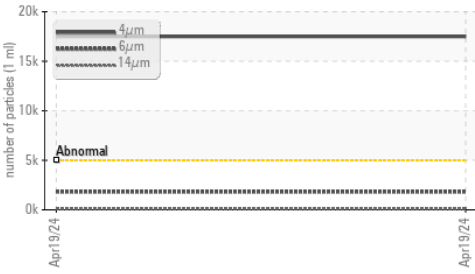 20k
4µm
6µm
14µm
15k
number of particles (1 ml)
10k
Abnormal
5k
0k
Apr19/24
Apr19/24